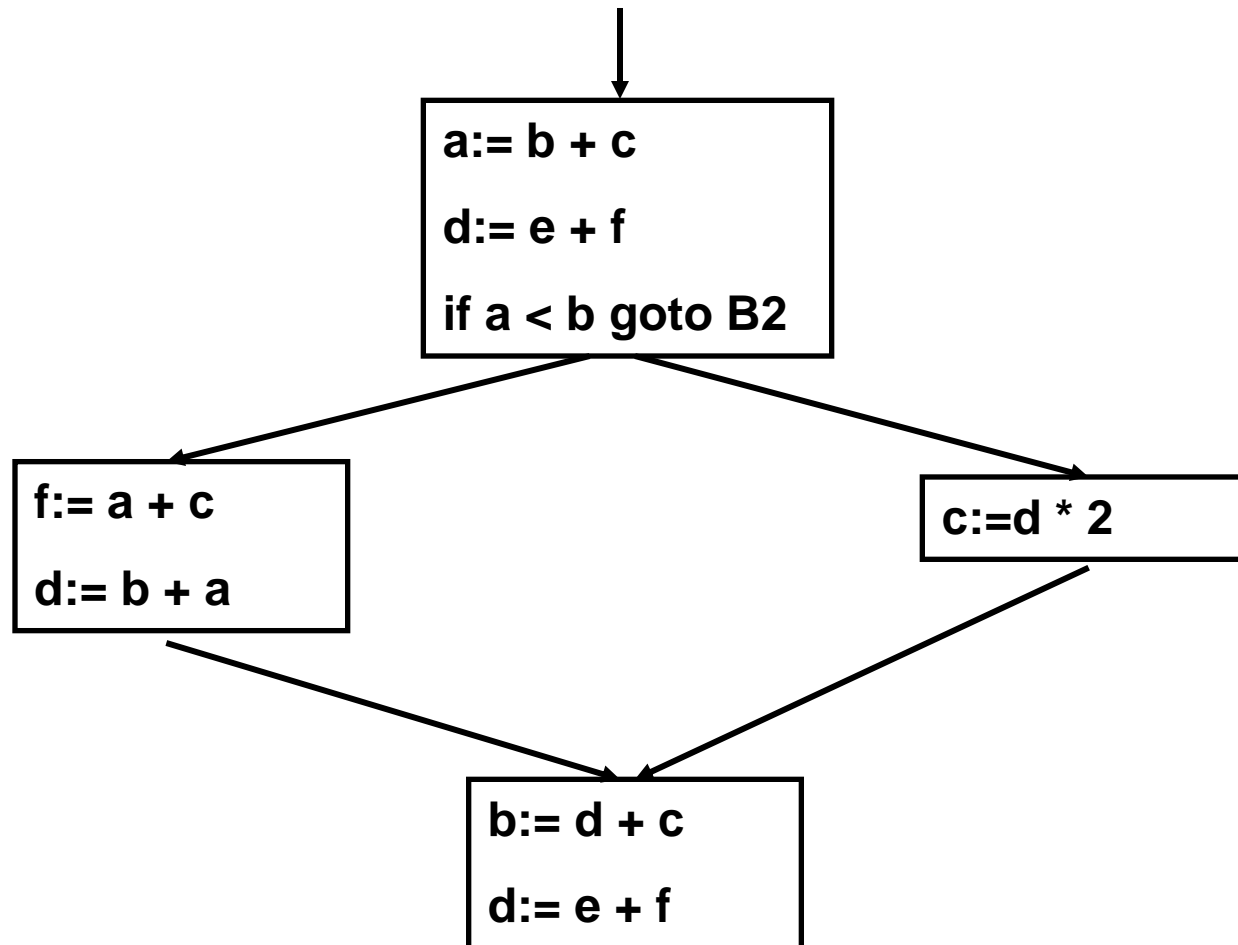 a:= b + c
d:= e + f
if a < b goto B2
f:= a + c
d:= b + a
c:=d * 2
b:= d + c
d:= e + f